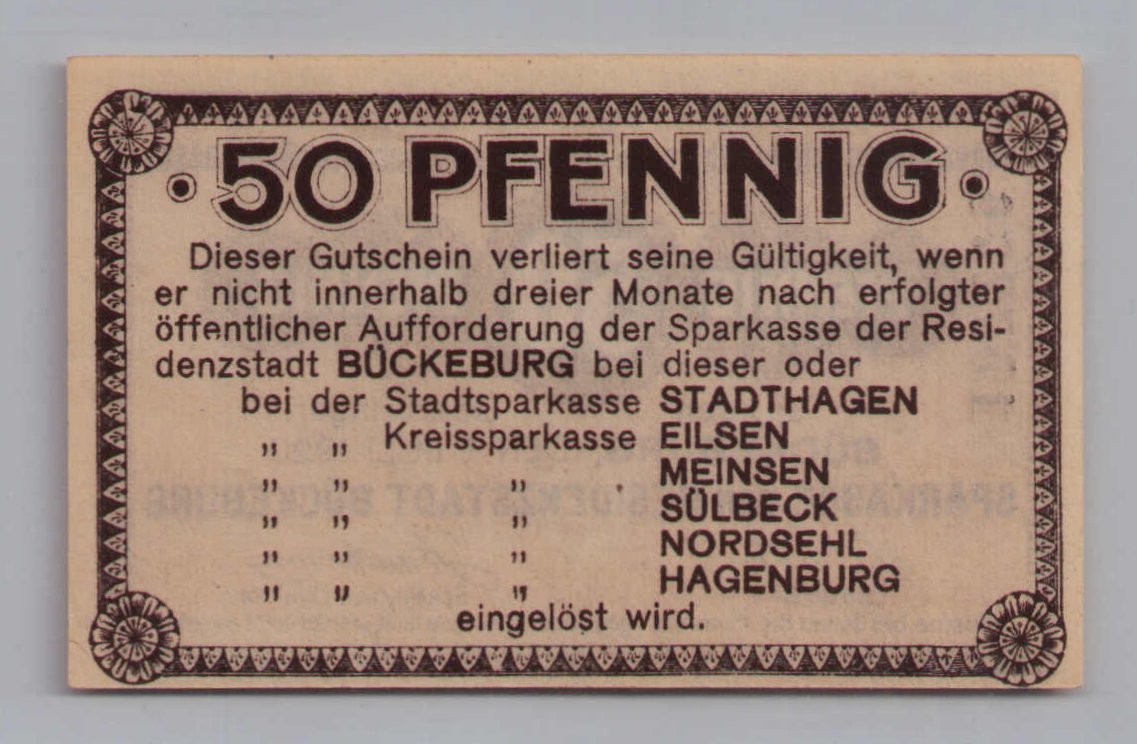 · 50 PFENNIG ·
Dieser Gutschein verliert seine Gültigkeit, wenn
er nicht innerhalb dreier Monate nach erfolgter
öffentlicher Aufforderung der Sparkasse der Resi-
denzstadt BÜCKEBURG bei dieser oder
bei der Stadtsparkasse STADTHAGEN
„ „ Kreissparkasse EILSEN
„ „ „ MEINSEN
„ „ „ SÜLBECK
„ „ „ NORDSEHL
„ „ „ HAGENBURG
eingelöst wird.